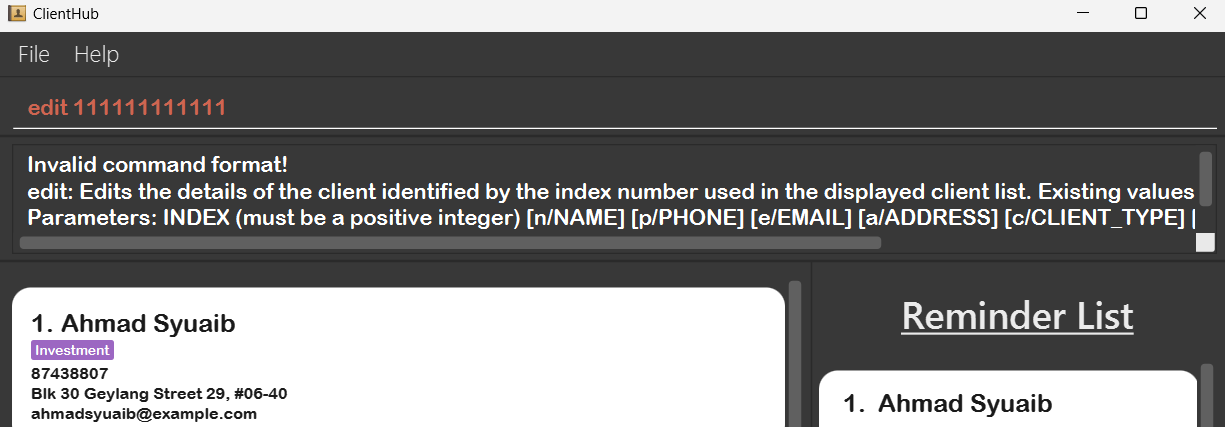 ClientHub
File Help
edit 111111111111
Invalid command format!
edit: Edits the details of the client identified by the index number used in the displayed client list. Existing values
Parameters: INDEX (must be a positive integer) [n/NAME] [p/PHONE] [e/EMAIL] [a/ADDRESS] [c/CLIENT_TYPE] [
1. Ahmad Syuaib
Investment
87438807
Blk 30 Geylang Street 29, #06-40
ahmadsyuaib@example.com
Reminder List
1. Ahmad Syuaib